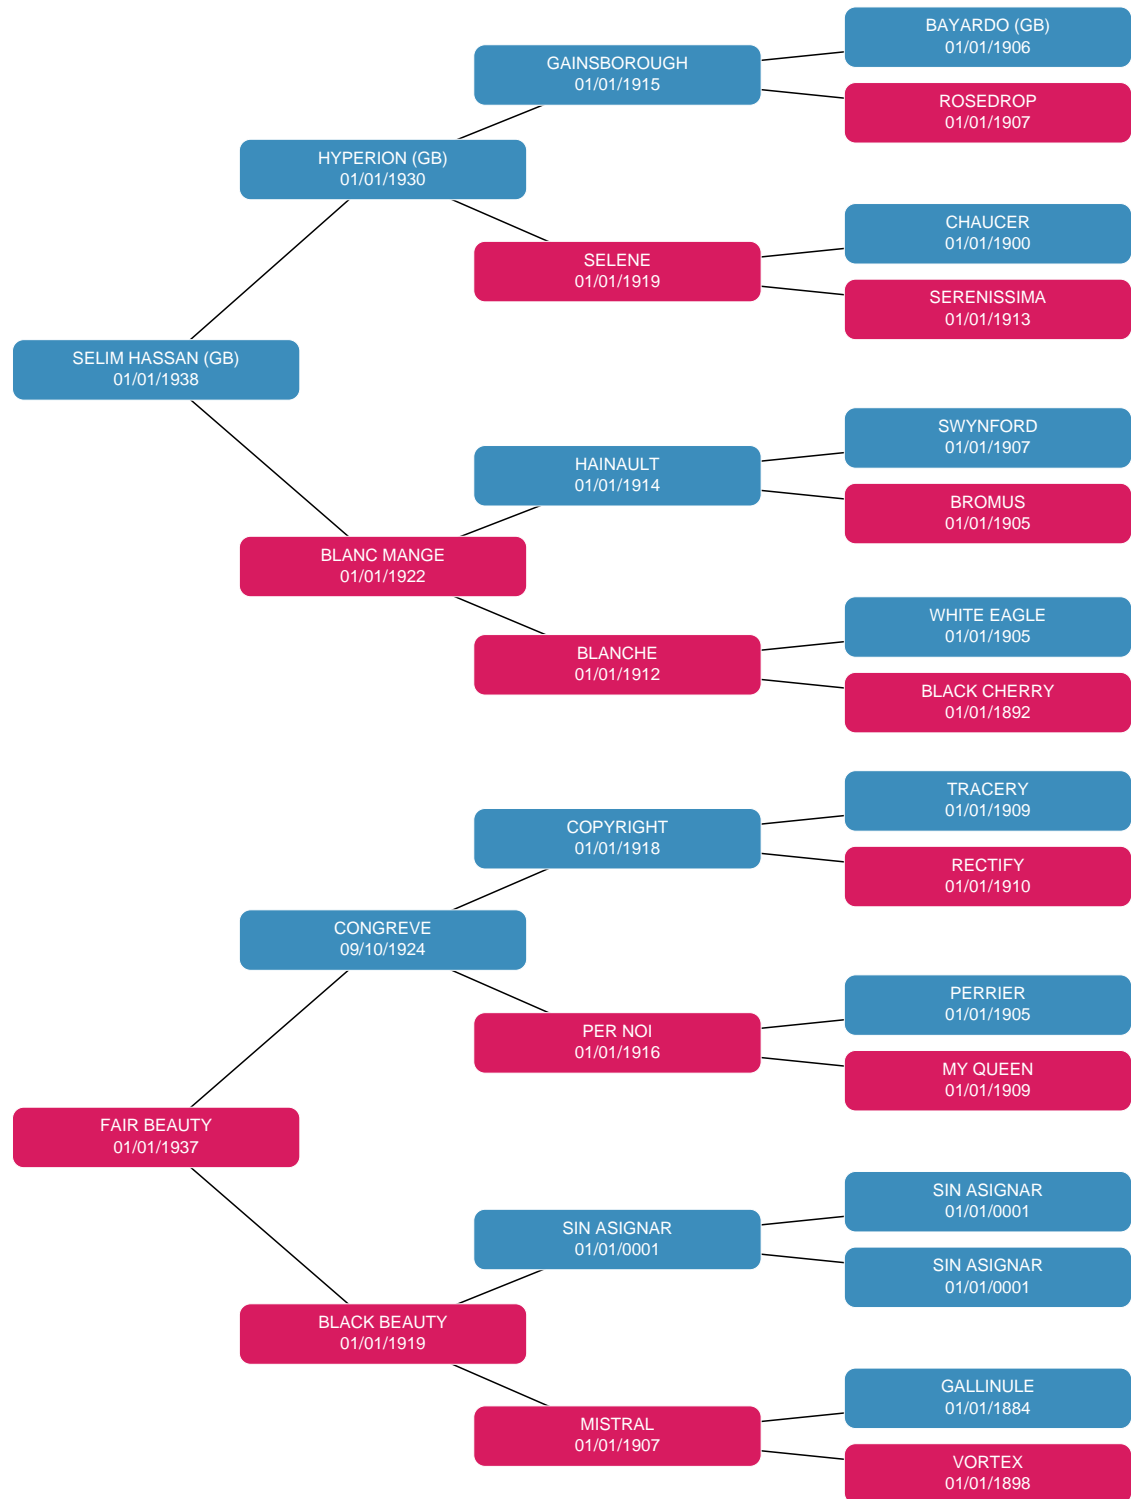 BAYARDO (GB)
01/01/1906
GAINSBOROUGH
01/01/1915
ROSEDROP
01/01/1907
HYPERION (GB)
01/01/1930
CHAUCER
01/01/1900
SELENE
01/01/1919
SERENISSIMA
01/01/1913
SELIM HASSAN (GB)
01/01/1938
SWYNFORD
01/01/1907
HAINAULT
01/01/1914
BROMUS
01/01/1905
BLANC MANGE
01/01/1922
WHITE EAGLE
01/01/1905
BLANCHE
01/01/1912
BLACK CHERRY
01/01/1892
TRACERY
01/01/1909
COPYRIGHT
01/01/1918
RECTIFY
01/01/1910
CONGREVE
09/10/1924
PERRIER
01/01/1905
PER NOI
01/01/1916
MY QUEEN
01/01/1909
FAIR BEAUTY
01/01/1937
SIN ASIGNAR
01/01/0001
SIN ASIGNAR
01/01/0001
SIN ASIGNAR
01/01/0001
BLACK BEAUTY
01/01/1919
GALLINULE
01/01/1884
MISTRAL
01/01/1907
VORTEX
01/01/1898